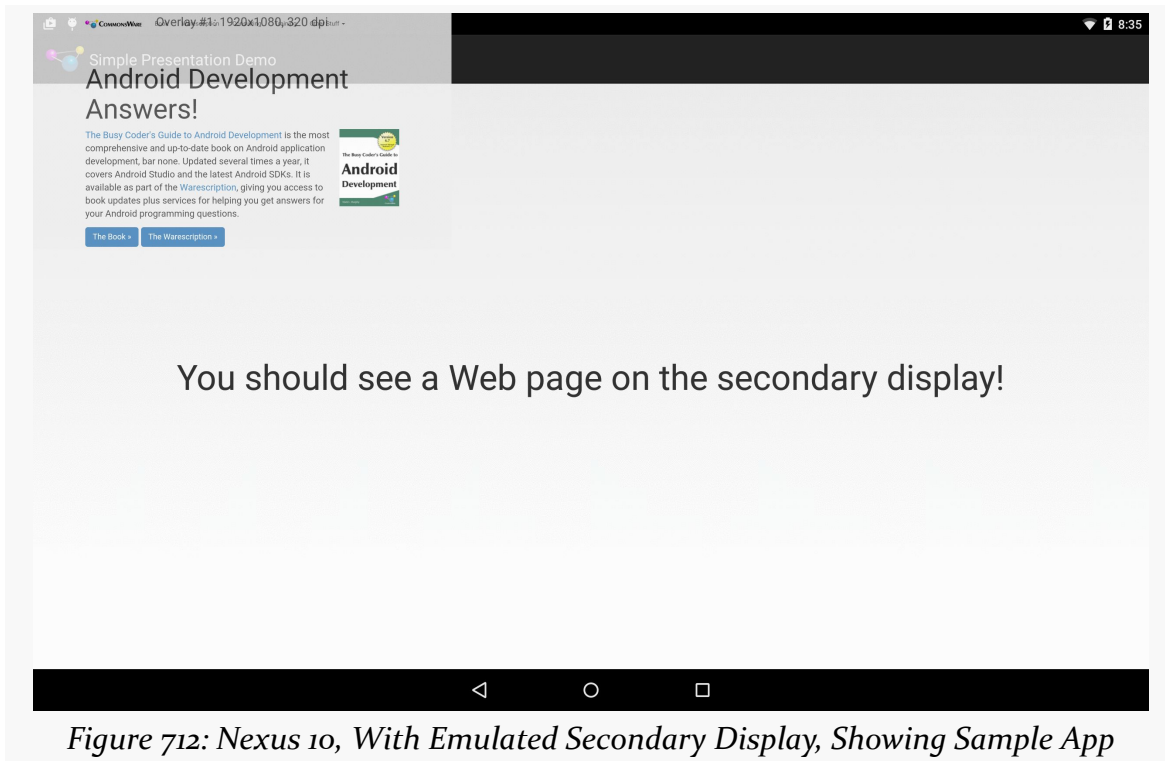 COMMONSWARE
Overlay #1: 1920x1080, 320 dpi
8:35
Simple Presentation Demo
Android Development
Answers!
The Busy Coder's Guide to Android Development is the most
comprehensive and up-to-date book on Android application
development, bar none. Updated several times a year, it
covers Android Studio and the latest Android SDKs. It is
available as part of the Warescription, giving you access to
book updates plus services for helping you get answers for
your Android programming questions.
The Busy Coder's Guide to
Android
Development
The Book »
The Warescription »
You should see a Web page on the secondary display!
Figure 712: Nexus 10, With Emulated Secondary Display, Showing Sample App